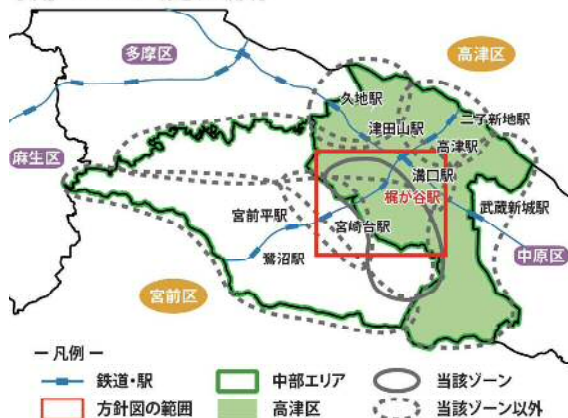 多摩区
高津区
久地駅
二子新地駅
津田山駅
高津駅
麻生区
溝口駅
梶が谷駅
武蔵新城駅
宮前平駅
宮崎台駅
中原区
鷺沼駅
宮前区
― 凡例 ―
鉄道・駅
中部エリア
当該ゾーン
方針図の範囲
高津区
当該ゾーン以外